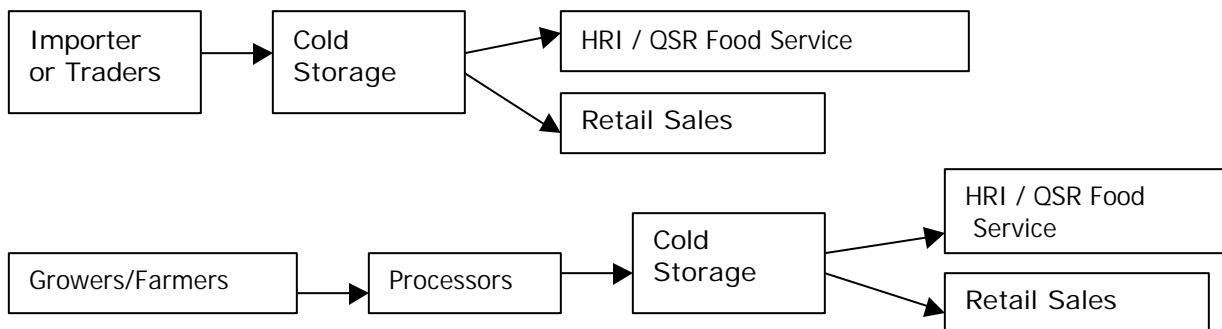 Importer
or Traders
Cold
Storage
HRI / QSR Food Service
Retail Sales
Growers/Farmers
Processors
Cold
Storage
HRI / QSR Food
Service
Retail Sales